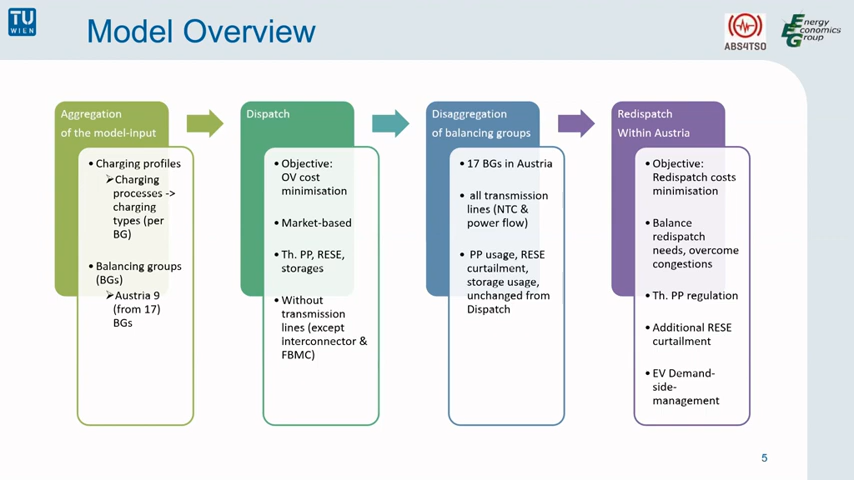 TU
WIEN
Model Overview
ABS4TSO
Energy
Economics
Group
EEG
Aggregation
of the model-input
• Charging profiles
➢Charging
processes ->
charging
types (per
BG)
• Balancing groups
(BGs)
➢Austria 9
(from 17)
BGs
Dispatch
• Objective:
OV cost
minimisation
• Market-based
• Th. PP, RESE,
storages
• Without
transmission
lines (except
interconnector &
FBMC)
Disaggregation
of balancing groups
• 17 BGs in Austria
• all transmission
lines (NTC &
power flow)
• PP usage, RESE
curtailment,
storage usage,
unchanged from
Dispatch
Redispatch
Within Austria
• Objective:
Redispatch costs
minimisation
• Balance
redispatch
needs, overcome
congestions
• Th. PP regulation
• Additional RESE
curtailment
• EV Demand-
side-
management
5